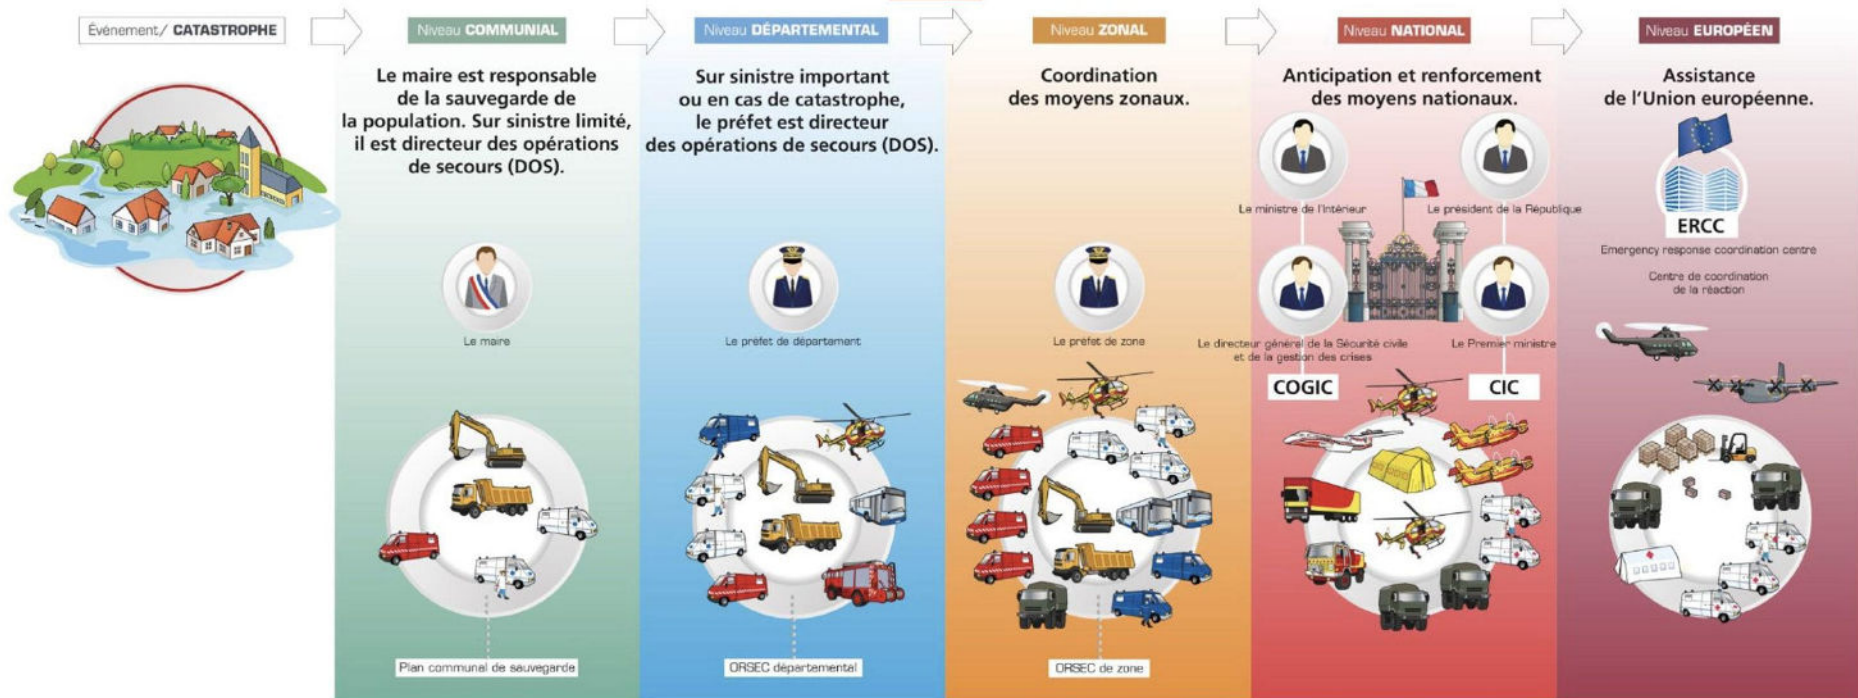 Événement/ CATASTROPHE
Niveau COMMUNIAL
Niveau DÉPARTEMENTAL
Niveau ZONAL
Niveau NATIONAL
Niveau EUROPÉEN
Le maire est responsable
de la sauvegarde de
la population. Sur sinistre limité,
il est directeur des opérations
de secours (DOS).
Le maire
Plan communal de sauvegarde
Sur sinistre important
ou en cas de catastrophe,
le préfet est directeur
des opérations de secours (DOS).
Le préfet de département
ORSEC départemental
Coordination
des moyens zonaux.
Le préfet de zone
ORSEC de zone
Anticipation et renforcement
des moyens nationaux.
Le ministre de l'Intérieur
Le président de la République
Le directeur général de la Sécurité civile
et de la gestion des crises
Le Premier ministre
COGIC
CIC
Assistance
de l'Union européenne.
ERCC
Emergency response coordination centre
Centre de coordination
de la réaction